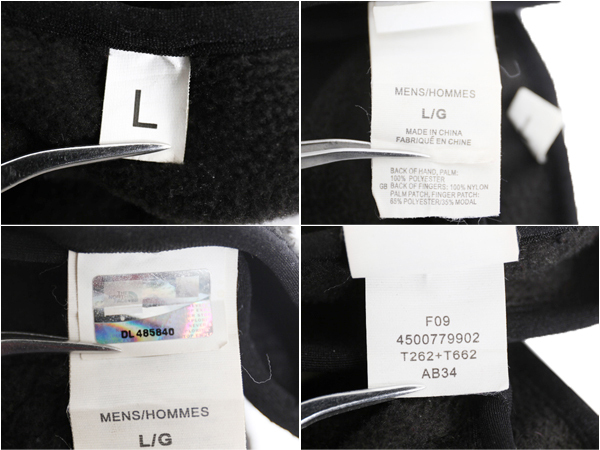 L
MENS/HOMMES
L/G
MADE IN CHINA
FABRIQUÉ EN CHINE
BACK OF HAND, PALM:
100% POLYESTER
GB: BACK OF FINGERS: 100% NYLON
PALM PATCH, FINGER PATCH:
65% POLYESTER/35% MODAL
DL 485840
MENS/HOMMES
L/G
F09
4500779902
T262+T662
AB34